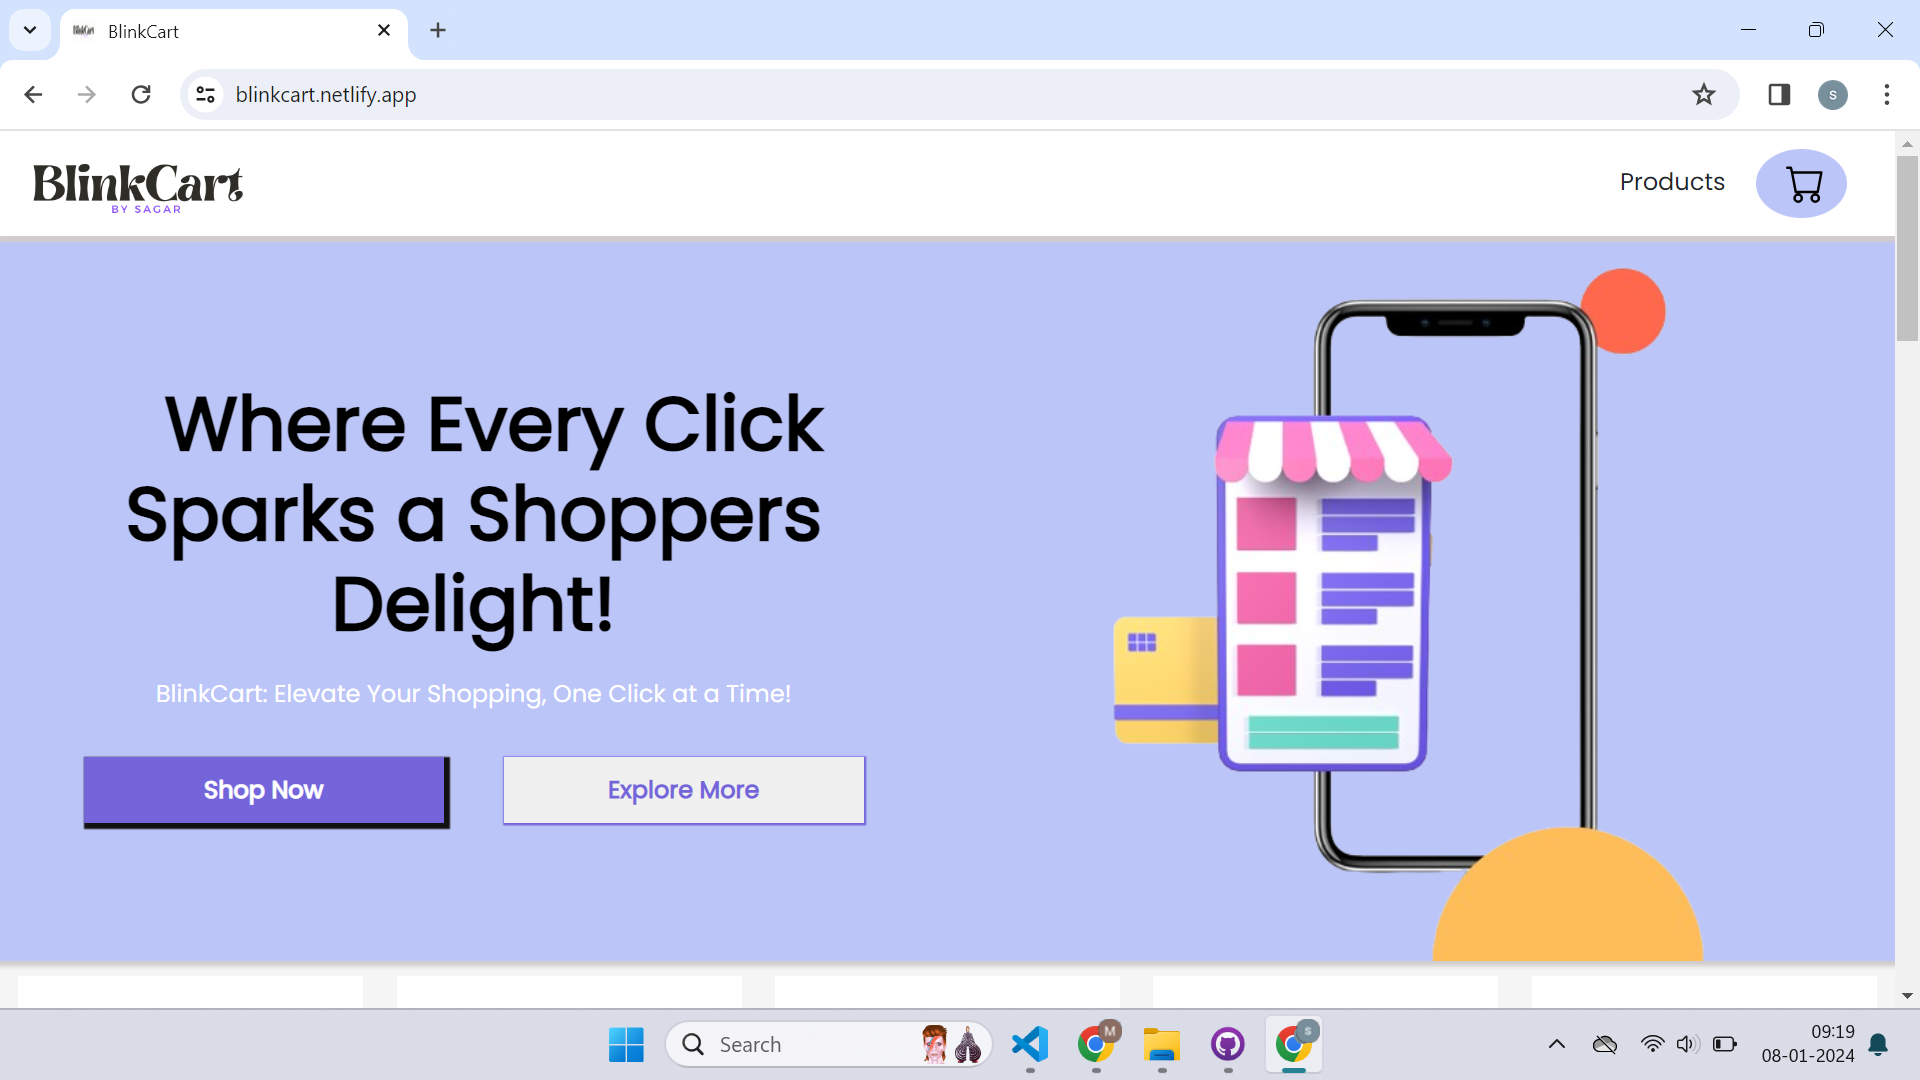 BlinkCart
blinkcart.netlify.app
S
BlinkCart
BY SAGAR
Products
Where Every Click
Sparks a Shoppers
Delight!
BlinkCart: Elevate Your Shopping, One Click at a Time!
Shop Now
Explore More
Search
M
S
09:19
08-01-2024